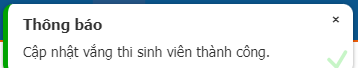 Thông báo
×
Cập nhật vắng thi sinh viên thành công.